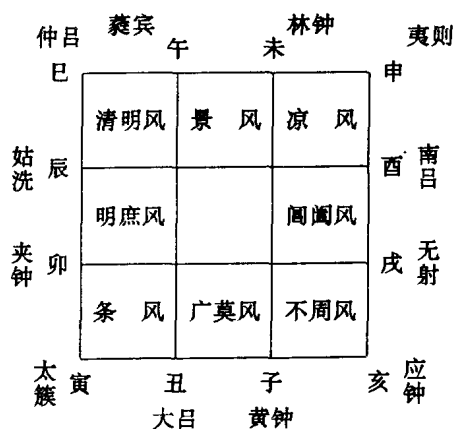 仲吕 蕤宾 林钟 夷则
巳 午 未 申
清明风 景风 凉风
姑洗 辰 酉 南吕
明庶风 阊阖风
夹钟 卯 戌 无射
条风 广莫风 不周风
太簇 寅 丑 子 亥 应钟
大吕 黄钟